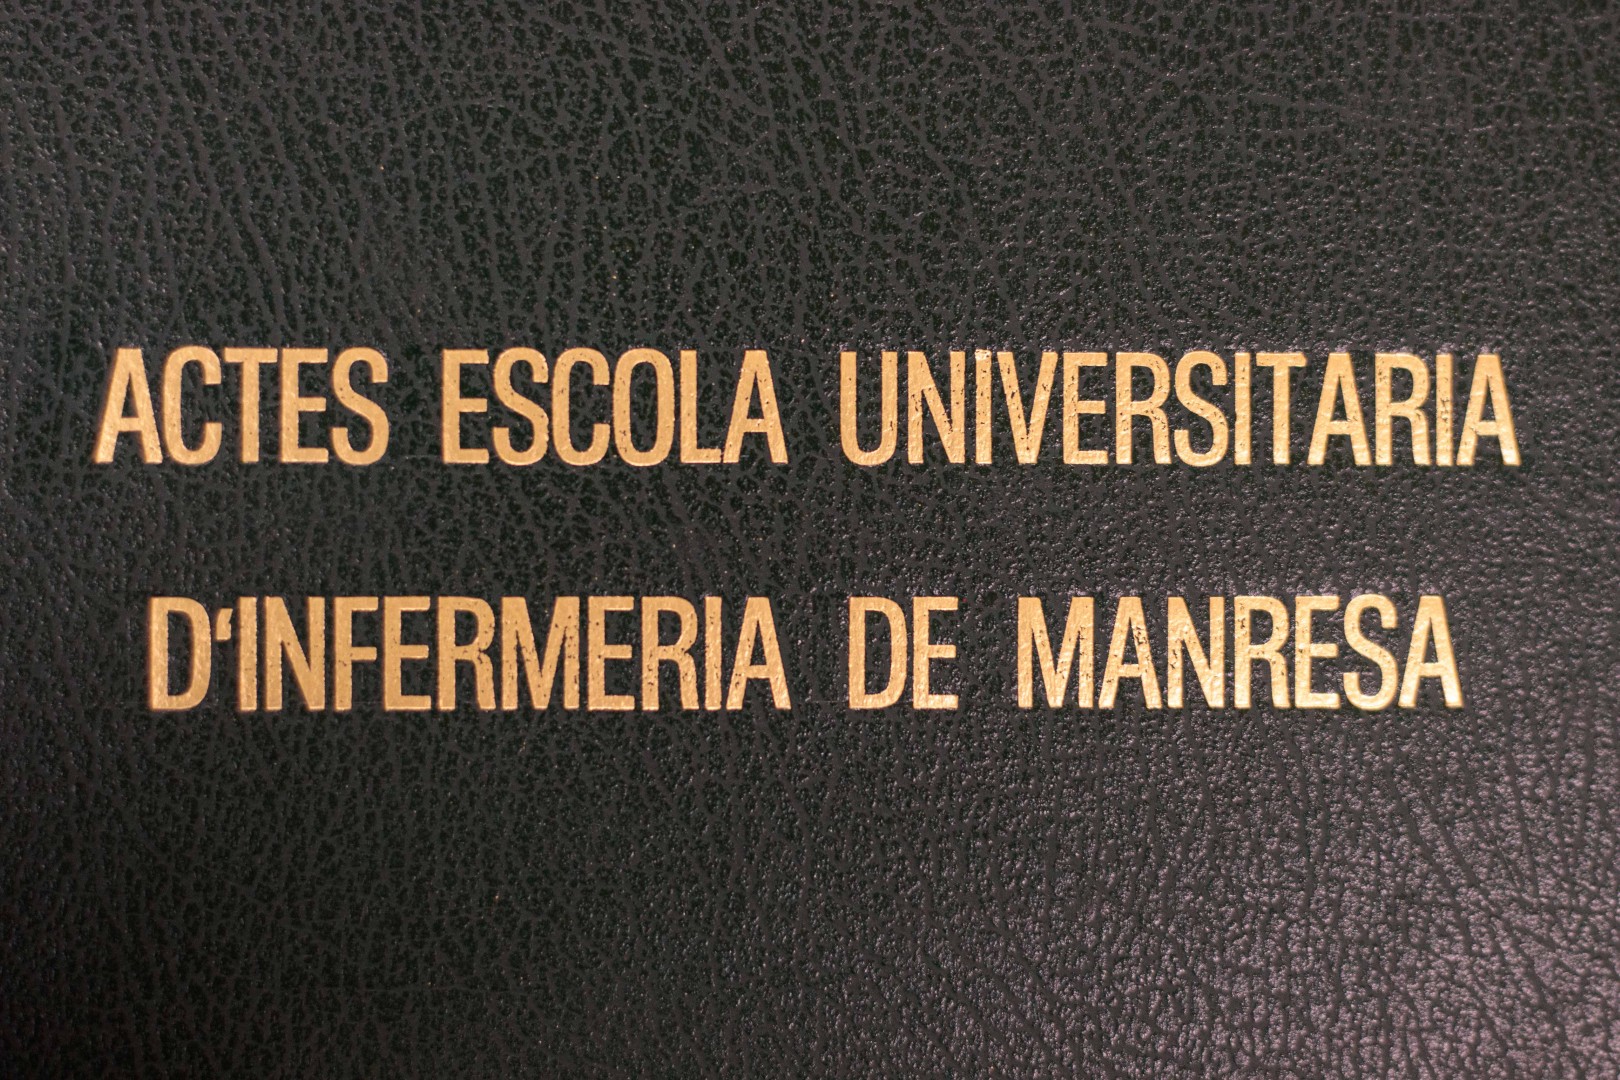 ACTES ESCOLA UNIVERSITARIA
D‘INFERMERIA DE MANRESA